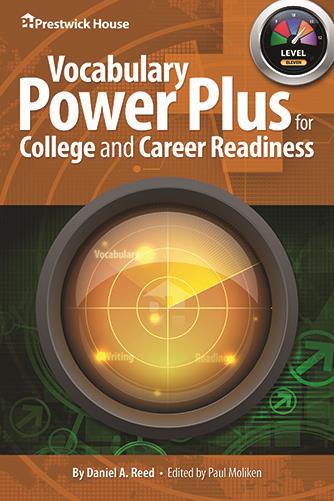 Prestwick House
LEVEL
ELEVEN
Vocabulary
Power Plus for
College and Career Readiness
Vocabulary
Writing
Reading
By Daniel A. Reed • Edited by Paul Moliken